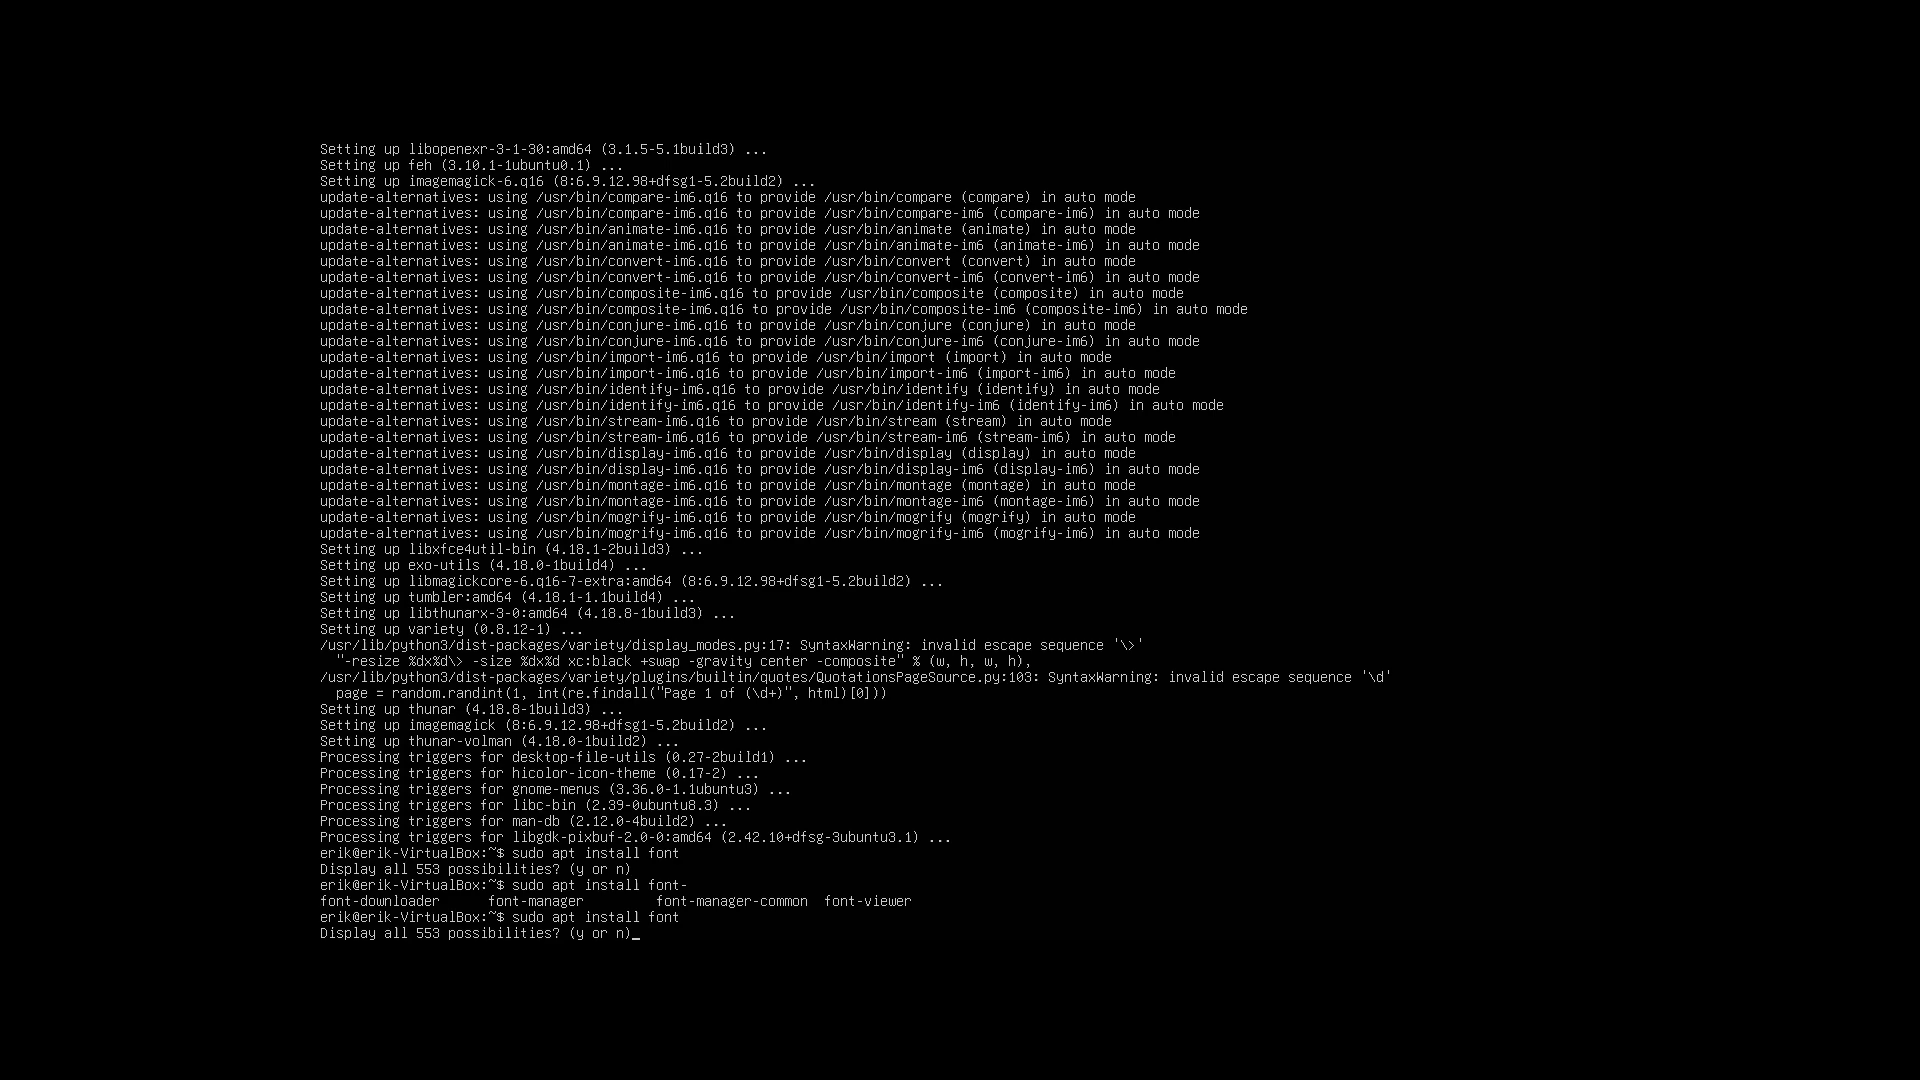 Setting up libopenexr-3-1-30:amd64 (3.1.5-5.1build3) ...
Setting up feh (3.10.1-1ubuntu0.1) ...
Setting up imagemagick-6.q16 (8:6.9.12.98+dfsg1-5.2build2) ...
update-alternatives: using /usr/bin/compare-im6.q16 to provide /usr/bin/compare (compare) in auto mode
update-alternatives: using /usr/bin/compare-im6.q16 to provide /usr/bin/compare-im6 (compare-im6) in auto mode
update-alternatives: using /usr/bin/animate-im6.q16 to provide /usr/bin/animate (animate) in auto mode
update-alternatives: using /usr/bin/animate-im6.q16 to provide /usr/bin/animate-im6 (animate-im6) in auto mode
update-alternatives: using /usr/bin/convert-im6.q16 to provide /usr/bin/convert (convert) in auto mode
update-alternatives: using /usr/bin/convert-im6.q16 to provide /usr/bin/convert-im6 (convert-im6) in auto mode
update-alternatives: using /usr/bin/composite-im6.q16 to provide /usr/bin/composite (composite) in auto mode
update-alternatives: using /usr/bin/composite-im6.q16 to provide /usr/bin/composite-im6 (composite-im6) in auto mode
update-alternatives: using /usr/bin/conjure-im6.q16 to provide /usr/bin/conjure (conjure) in auto mode
update-alternatives: using /usr/bin/conjure-im6.q16 to provide /usr/bin/conjure-im6 (conjure-im6) in auto mode
update-alternatives: using /usr/bin/import-im6.q16 to provide /usr/bin/import (import) in auto mode
update-alternatives: using /usr/bin/import-im6.q16 to provide /usr/bin/import-im6 (import-im6) in auto mode
update-alternatives: using /usr/bin/identify-im6.q16 to provide /usr/bin/identify (identify) in auto mode
update-alternatives: using /usr/bin/identify-im6.q16 to provide /usr/bin/identify-im6 (identify-im6) in auto mode
update-alternatives: using /usr/bin/stream-im6.q16 to provide /usr/bin/stream (stream) in auto mode
update-alternatives: using /usr/bin/stream-im6.q16 to provide /usr/bin/stream-im6 (stream-im6) in auto mode
update-alternatives: using /usr/bin/display-im6.q16 to provide /usr/bin/display (display) in auto mode
update-alternatives: using /usr/bin/display-im6.q16 to provide /usr/bin/display-im6 (display-im6) in auto mode
update-alternatives: using /usr/bin/montage-im6.q16 to provide /usr/bin/montage (montage) in auto mode
update-alternatives: using /usr/bin/montage-im6.q16 to provide /usr/bin/montage-im6 (montage-im6) in auto mode
update-alternatives: using /usr/bin/mogrify-im6.q16 to provide /usr/bin/mogrify (mogrify) in auto mode
update-alternatives: using /usr/bin/mogrify-im6.q16 to provide /usr/bin/mogrify-im6 (mogrify-im6) in auto mode
Setting up libxfce4util-bin (4.18.1-2build3) ...
Setting up exo-utils (4.18.0-1build4) ...
Setting up libmagickcore-6.q16-7-extra:amd64 (8:6.9.12.98+dfsg1-5.2build2) ...
Setting up tumbler:amd64 (4.18.1-1.1build4) ...
Setting up libthunarx-3-0:amd64 (4.18.8-1build3) ...
Setting up variety (0.8.12-1) ...
/usr/lib/python3/dist-packages/variety/display_modes.py:17: SyntaxWarning: invalid escape sequence '\>'
  "-resize %dx%d\> -size %dx%d xc:black +swap -gravity center -composite" % (w, h, w, h),
/usr/lib/python3/dist-packages/variety/plugins/builtin/quotes/QuotationsPageSource.py:103: SyntaxWarning: invalid escape sequence '\d'
  page = random.randint(1, int(re.findall("Page 1 of (\d+)", html)[0]))
Setting up thunar (4.18.8-1build3) ...
Setting up imagemagick (8:6.9.12.98+dfsg1-5.2build2) ...
Setting up thunar-volman (4.18.0-1build2) ...
Processing triggers for desktop-file-utils (0.27-2build1) ...
Processing triggers for hicolor-icon-theme (0.17-2) ...
Processing triggers for gnome-menus (3.36.0-1.1ubuntu3) ...
Processing triggers for libc-bin (2.39-0ubuntu8.3) ...
Processing triggers for man-db (2.12.0-4build2) ...
Processing triggers for libgdk-pixbuf-2.0-0:amd64 (2.42.10+dfsg-3ubuntu3.1) ...
erik@erik-VirtualBox:~$ sudo apt install font
Display all 553 possibilities? (y or n)
erik@erik-VirtualBox:~$ sudo apt install font-
font-downloader      font-manager         font-manager-common  font-viewer
erik@erik-VirtualBox:~$ sudo apt install font
Display all 553 possibilities? (y or n)_